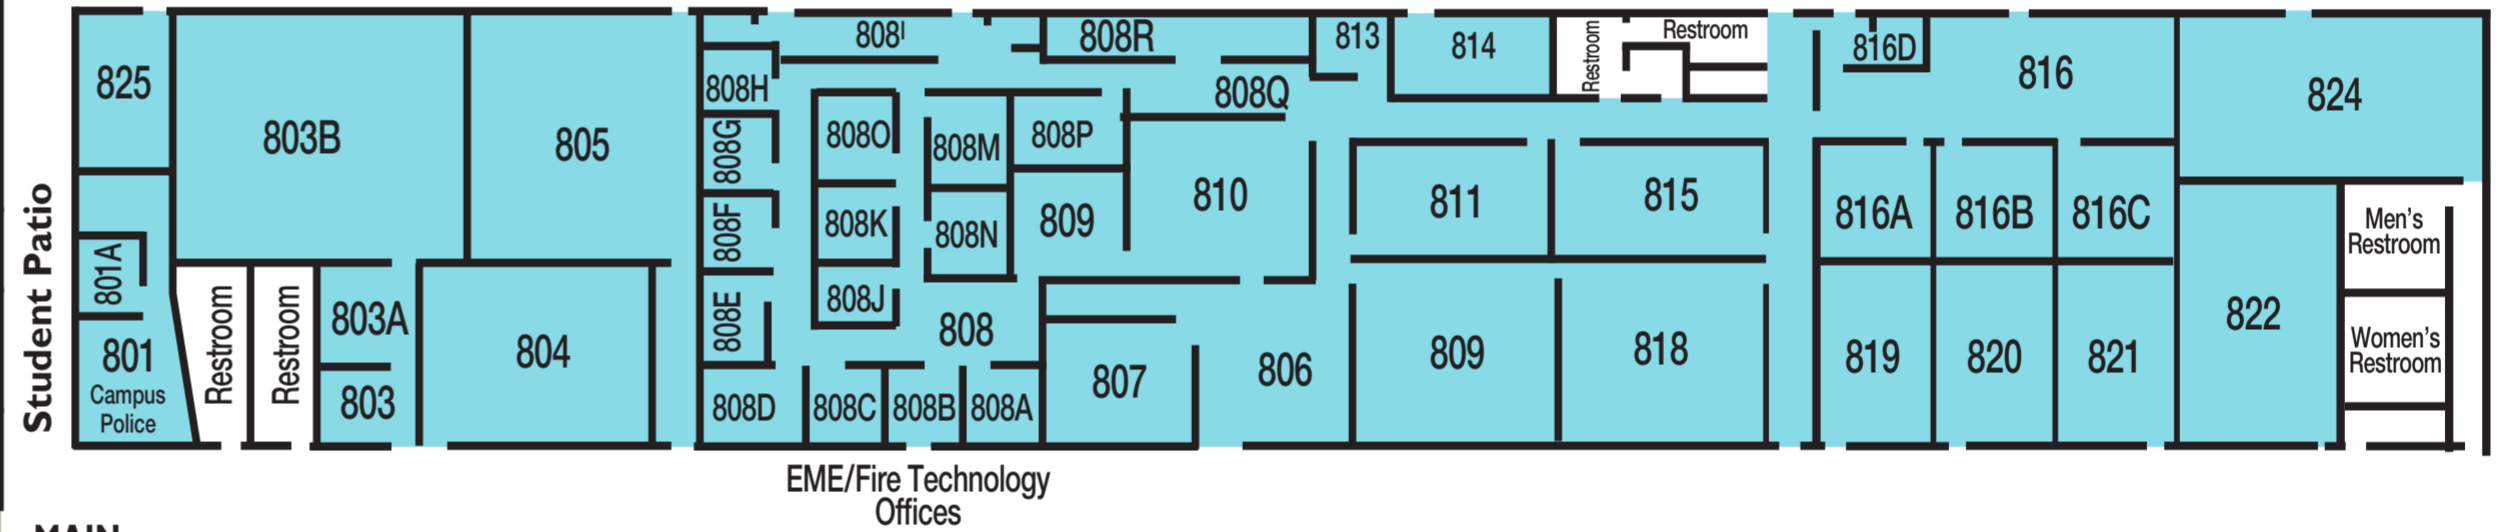 Student Patio
825
803B
805
801A
801
Campus
Police
Restroom
Restroom
803A
803
804
808H
808G
808F
808E
808D
808I
808O
808K
808J
808M
808N
808P
809
808
808C
808B
808A
808R
808Q
810
807
806
813
814
Restroom
Restroom
811
815
809
818
816D
816
816A
816B
816C
819
820
821
824
822
Men's
Restroom
Women's
Restroom
EME/Fire Technology
Offices
MAIN